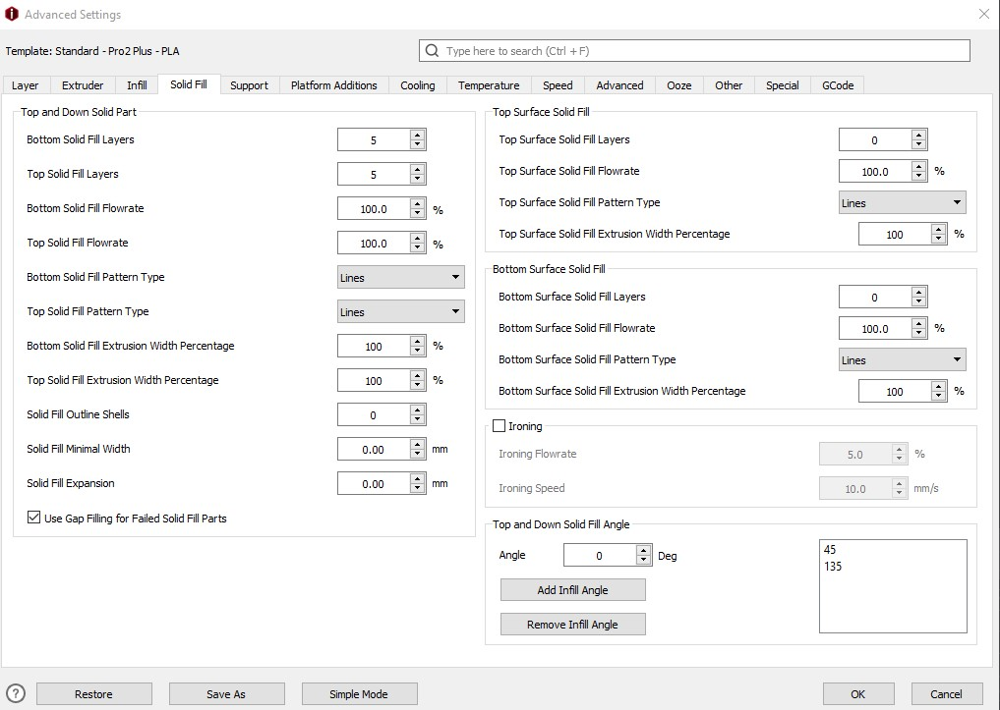 Advanced Settings
Template: Standard - Pro2 Plus - PLA
Type here to search (Ctrl + F)
Layer Extruder Infill Solid Fill Support Platform Additions Cooling Temperature Speed Advanced Ooze Other Special GCode
Top and Down Solid Part
Bottom Solid Fill Layers 5
Top Solid Fill Layers 5
Bottom Solid Fill Flowrate 100.0 %
Top Solid Fill Flowrate 100.0 %
Bottom Solid Fill Pattern Type Lines
Top Solid Fill Pattern Type Lines
Bottom Solid Fill Extrusion Width Percentage 100 %
Top Solid Fill Extrusion Width Percentage 100 %
Solid Fill Outline Shells 0
Solid Fill Minimal Width 0.00 mm
Solid Fill Expansion 0.00 mm
Use Gap Filling for Failed Solid Fill Parts
Top Surface Solid Fill
Top Surface Solid Fill Layers 0
Top Surface Solid Fill Flowrate 100.0 %
Top Surface Solid Fill Pattern Type Lines
Top Surface Solid Fill Extrusion Width Percentage 100 %
Bottom Surface Solid Fill
Bottom Surface Solid Fill Layers 0
Bottom Surface Solid Fill Flowrate 100.0 %
Bottom Surface Solid Fill Pattern Type Lines
Bottom Surface Solid Fill Extrusion Width Percentage 100 %
Ironing
Ironing Flowrate 5.0 %
Ironing Speed 10.0 mm/s
Top and Down Solid Fill Angle
Angle 0 Deg
Add Infill Angle
Remove Infill Angle
45
135
? Restore Save As Simple Mode OK Cancel